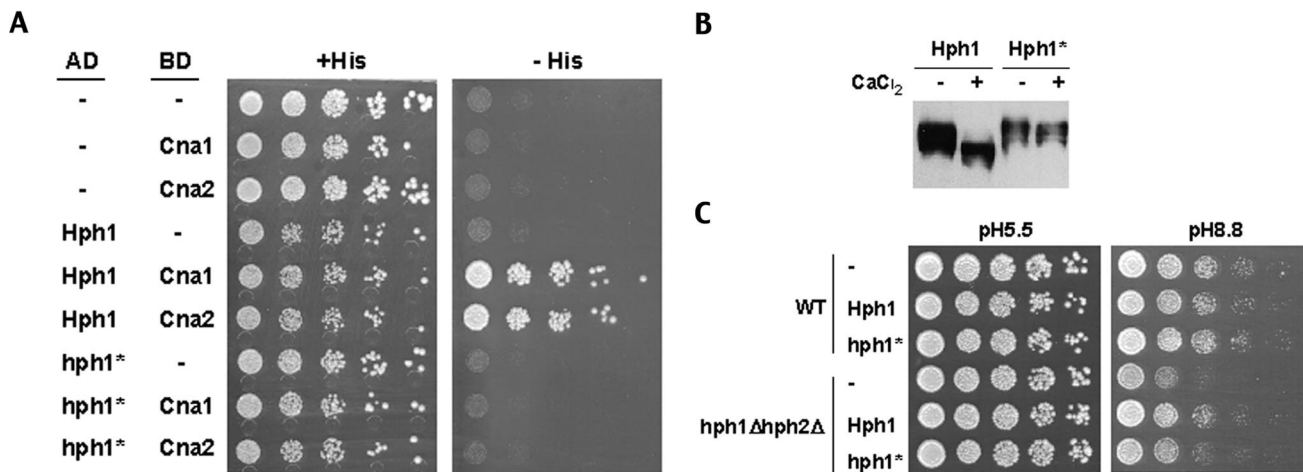 A
AD BD +His - His
- -
- Cna1
- Cna2
Hph1 -
Hph1 Cna1
Hph1 Cna2
hph1* -
hph1* Cna1
hph1* Cna2
B
Hph1 Hph1*
CaCl2 - + - +
C
pH5.5 pH8.8
WT
-
Hph1
hph1*
hph1Δhph2Δ
-
Hph1
hph1*